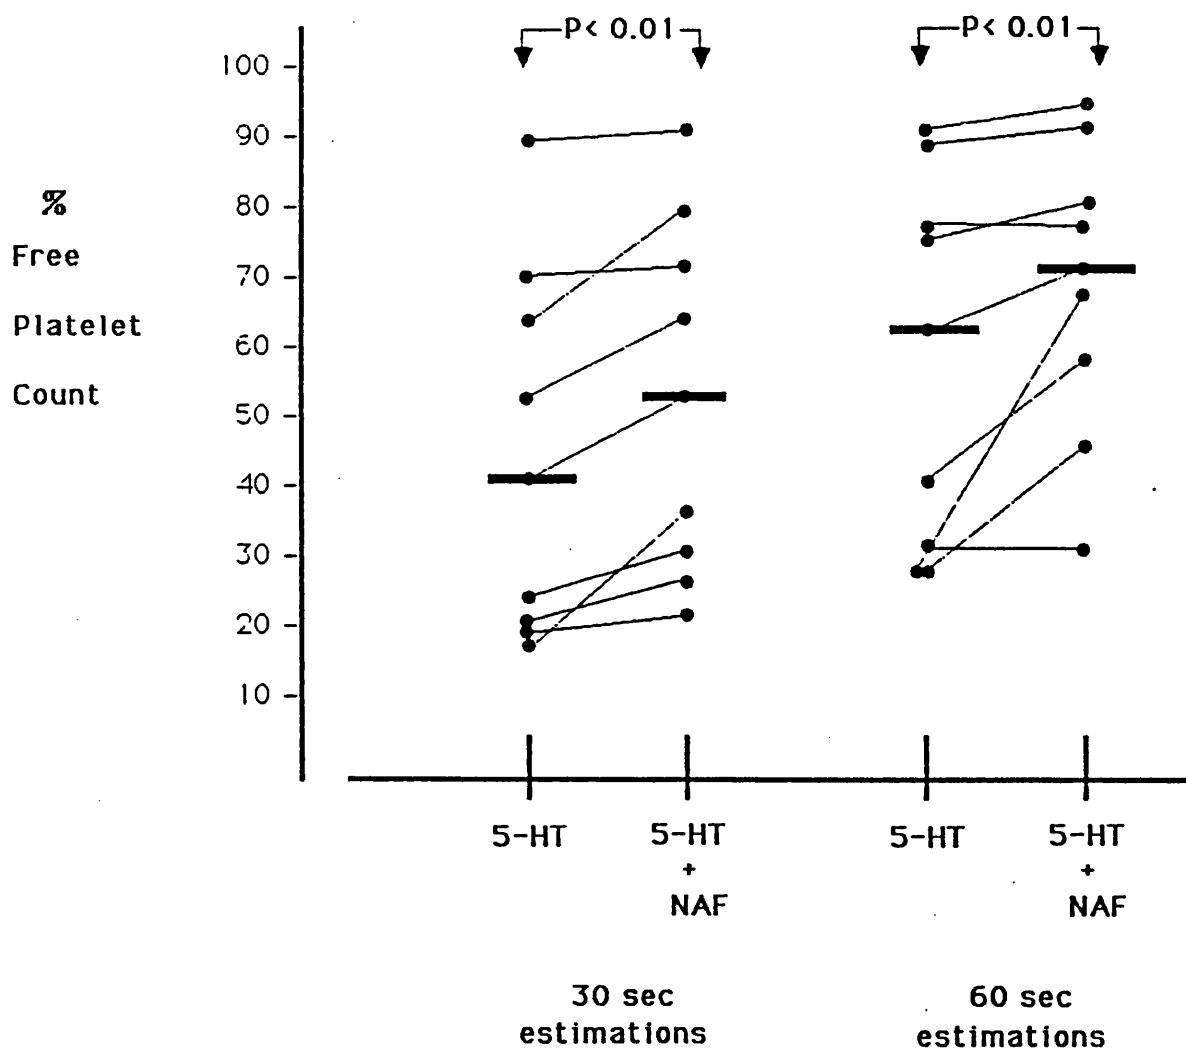 P< 0.01
P< 0.01
100
90
80
70
60
50
40
30
20
10
%
Free
Platelet
Count
5-HT
5-HT
+
NAF
5-HT
5-HT
+
NAF
30 sec
estimations
60 sec
estimations